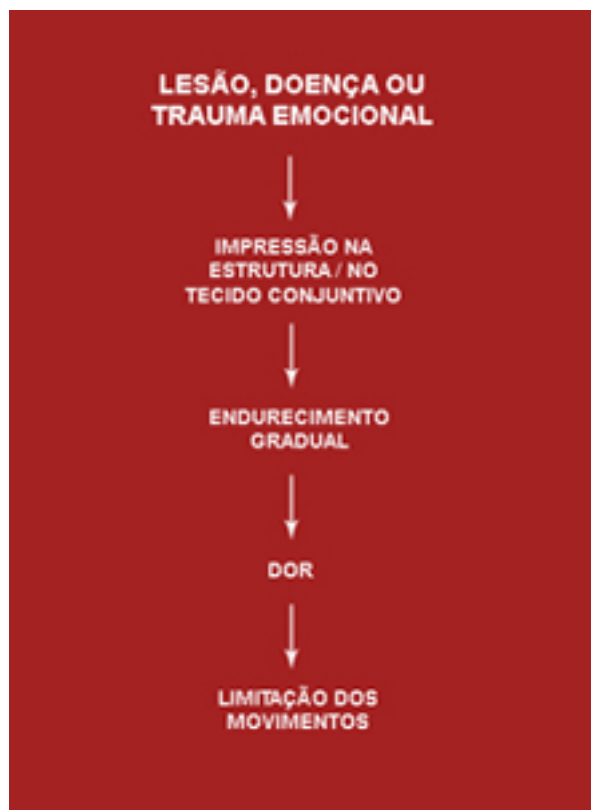 LESÃO, DOENÇA OU
TRAUMA EMOCIONAL
IMPRESSÃO NA
ESTRUTURA / NO
TECIDO CONJUNTIVO
ENDURECIMENTO
GRADUAL
DOR
LIMITAÇÃO DOS
MOVIMENTOS